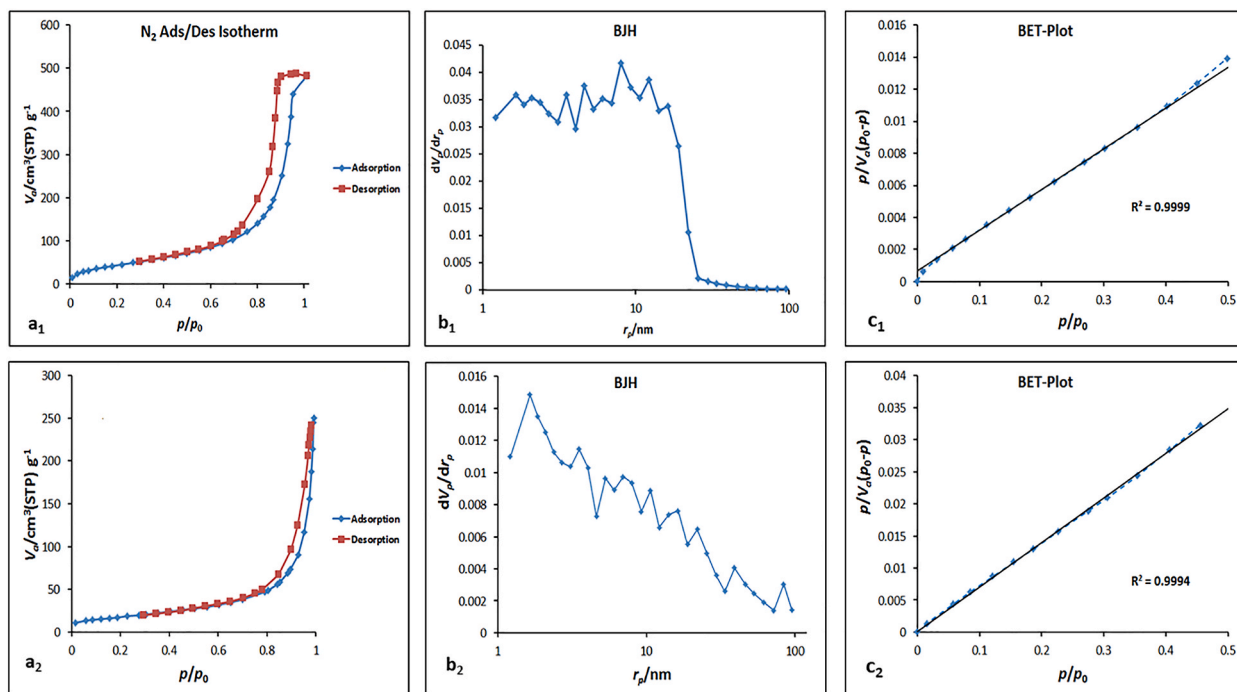 N₂ Ads/Des Isotherm
600
500
400
300
200
100
0
Vₐ/cm³(STP) g⁻¹
0 0.2 0.4 0.6 0.8 1
p/p₀
Adsorption
Desorption
a₁
BJH
0.045
0.04
0.035
0.03
0.025
0.02
0.015
0.01
0.005
0
dVₚ/drₚ
1 10 100
rₚ/nm
b₁
BET-Plot
0.016
0.014
0.012
0.01
0.008
0.006
0.004
0.002
0
p/Vₐ(p₀-p)
0 0.1 0.2 0.3 0.4 0.5
p/p₀
R² = 0.9999
c₁
300
250
200
150
100
50
0
Vₐ/cm³(STP) g⁻¹
0 0.2 0.4 0.6 0.8 1
p/p₀
Adsorption
Desorption
a₂
BJH
0.016
0.014
0.012
0.01
0.008
0.006
0.004
0.002
0
dVₚ/drₚ
1 10 100
rₚ/nm
b₂
BET-Plot
0.04
0.035
0.03
0.025
0.02
0.015
0.01
0.005
0
p/Vₐ(p₀-p)
0 0.1 0.2 0.3 0.4 0.5
p/p₀
R² = 0.9994
c₂